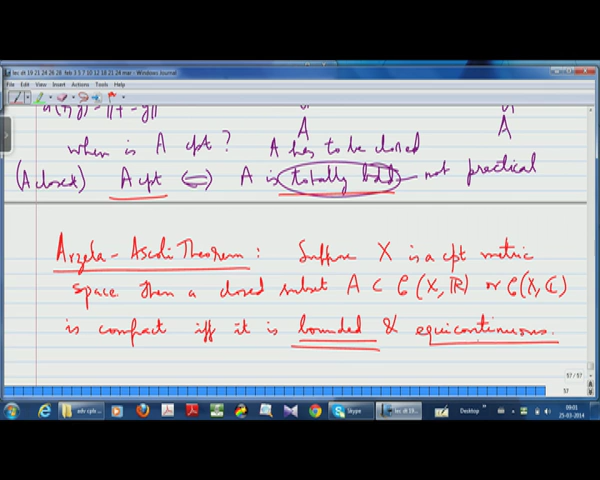 lec dt 19 21 24 26 28 feb 3 5 7 10 12 18 21 24 mar - Windows Journal
File Edit View Insert Actions Tools Help
A A
when is A cpt ? A has to be closed
(A closed) A cpt ⟺ A is totally bdd - not practical
Arzela - Ascoli Theorem : Suppose X is a cpt metric
space then a closed subset A ⊂ C(X, ℝ) or C(X, ℂ)
is compact iff it is bounded & equicontinuous.
57 / 57
57
Skype
Desktop
09:01
25-03-2014